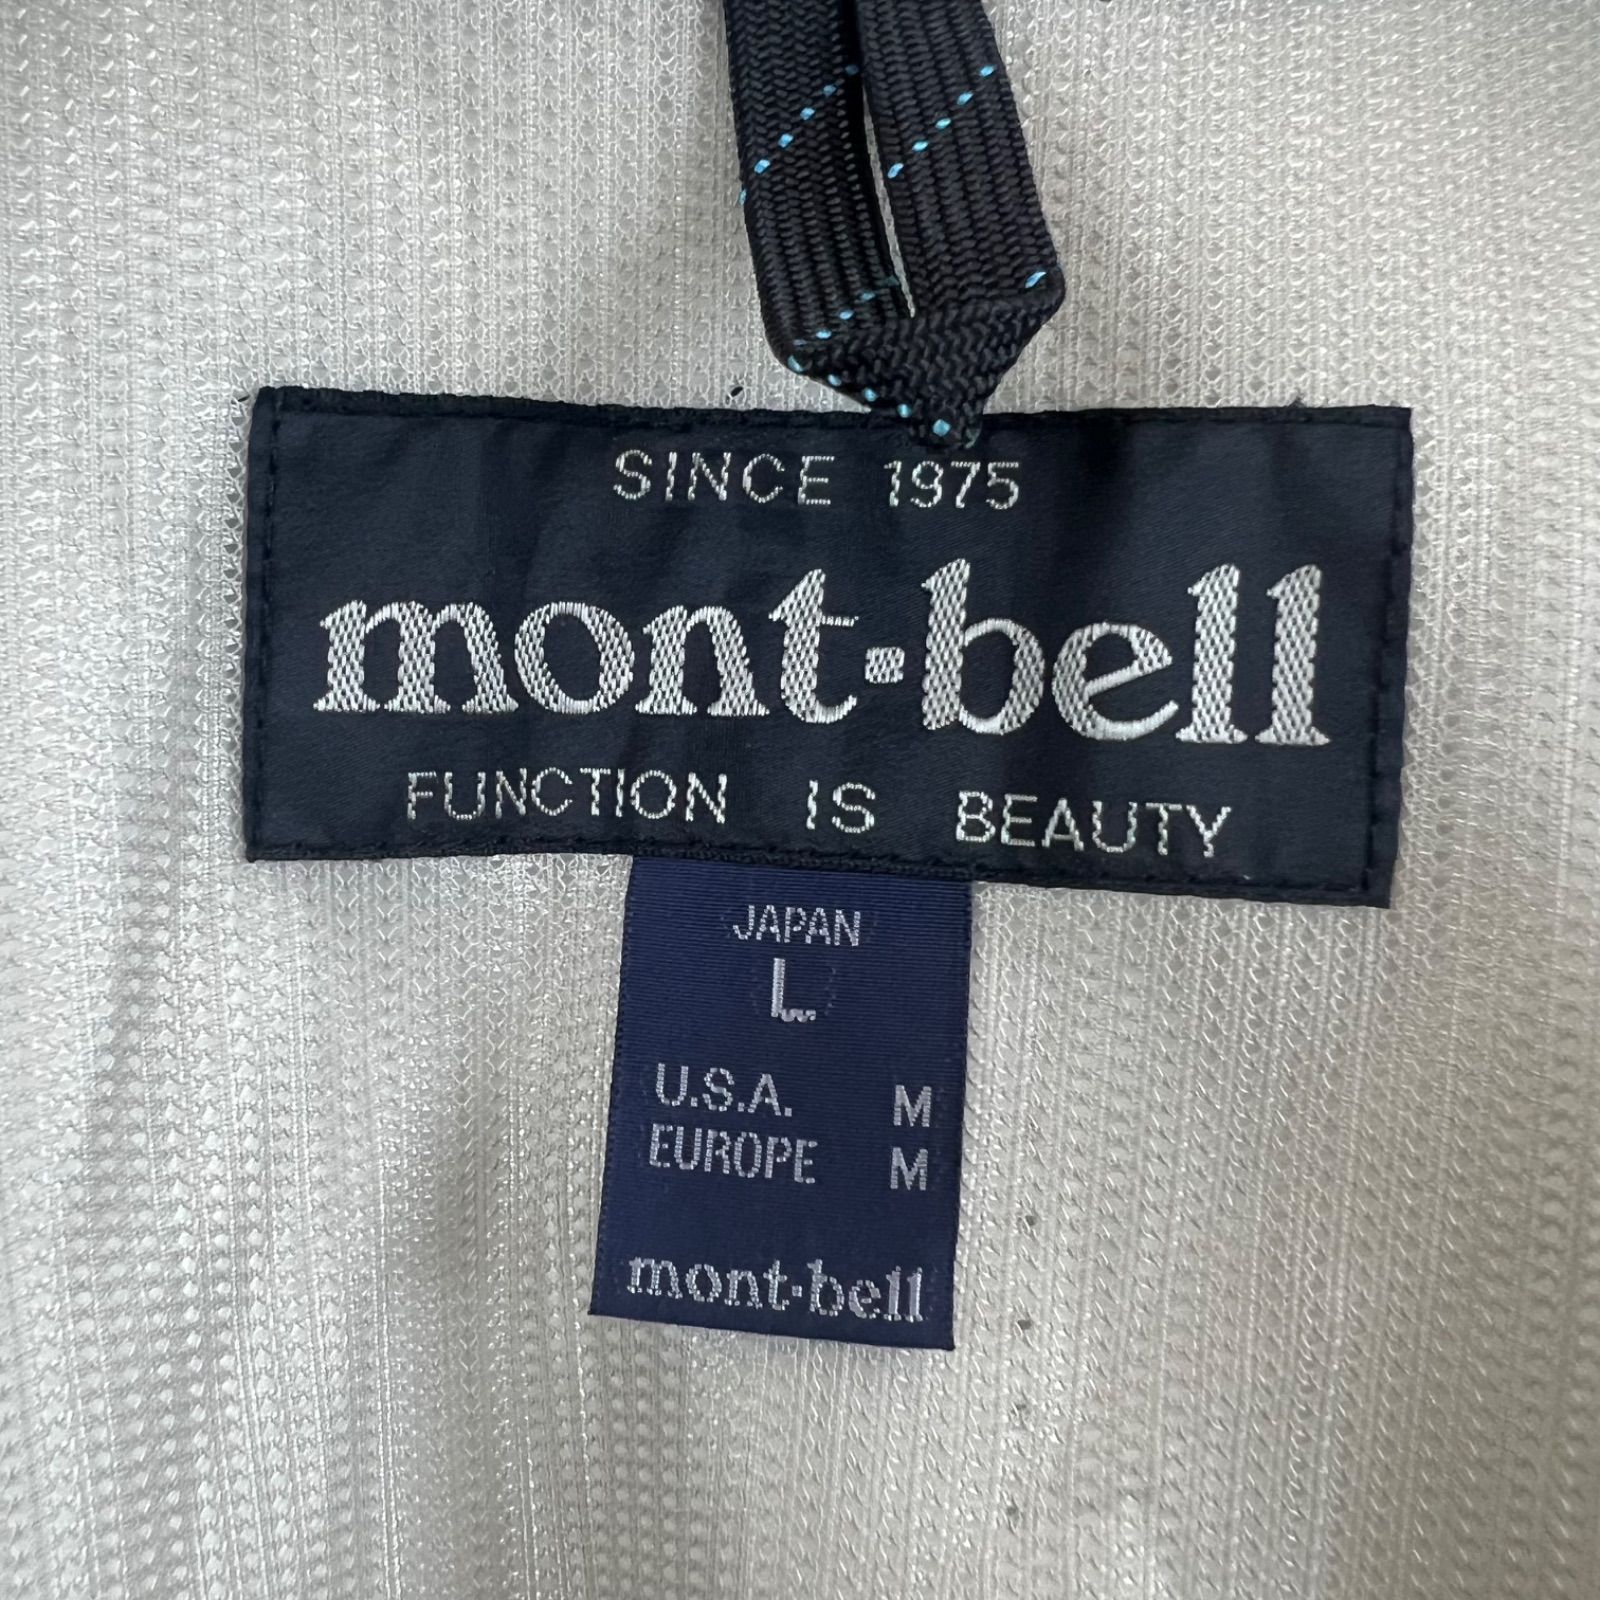 SINCE 1975
mont-bell
FUNCTION IS BEAUTY
JAPAN
L
U.S.A. M
EUROPE M
mont-bell